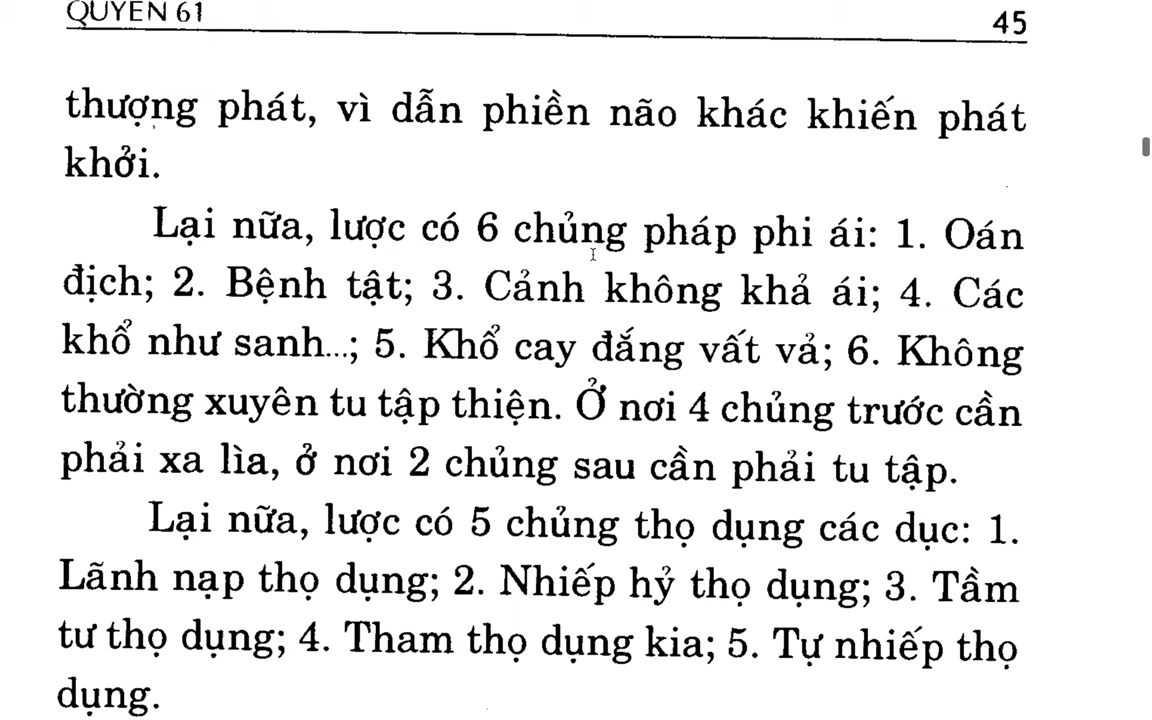 QUYỂN 61 45
thượng phát, vì dẫn phiền não khác khiến phát
khởi.
Lại nữa, lược có 6 chủng pháp phi ái: 1. Oán
địch; 2. Bệnh tật; 3. Cảnh không khả ái; 4. Các
khổ như sanh...; 5. Khổ cay đắng vất vả; 6. Không
thường xuyên tu tập thiện. Ở nơi 4 chủng trước cần
phải xa lìa, ở nơi 2 chủng sau cần phải tu tập.
Lại nữa, lược có 5 chủng thọ dụng các dục: 1.
Lãnh nạp thọ dụng; 2. Nhiếp hỷ thọ dụng; 3. Tầm
tư thọ dụng; 4. Tham thọ dụng kia; 5. Tự nhiếp thọ
dụng.